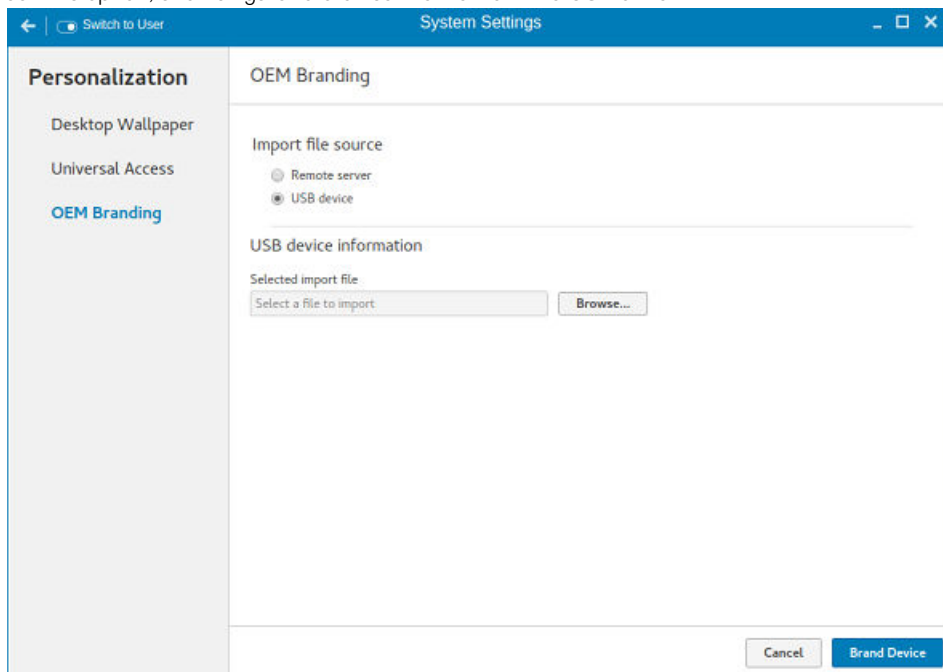 Switch to User
System Settings
Personalization
Desktop Wallpaper
Universal Access
OEM Branding
OEM Branding
Import file source
Remote server
USB device
USB device information
Selected import file
Select a file to import
Browse...
Cancel
Brand Device